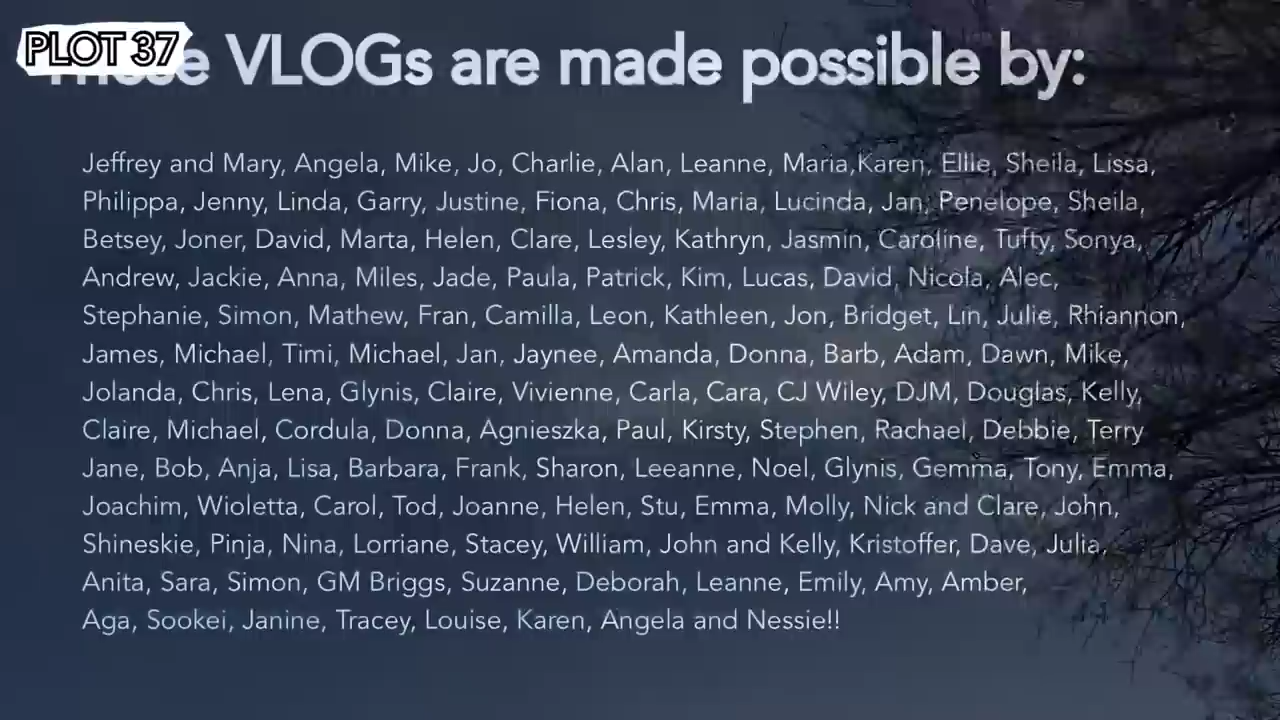 PLOT 37
These VLOGs are made possible by:
Jeffrey and Mary, Angela, Mike, Jo, Charlie, Alan, Leanne, Maria,Karen, Ellie, Sheila, Lissa,
Philippa, Jenny, Linda, Garry, Justine, Fiona, Chris, Maria, Lucinda, Jan, Penelope, Sheila,
Betsey, Joner, David, Marta, Helen, Clare, Lesley, Kathryn, Jasmin, Caroline, Tufty, Sonya,
Andrew, Jackie, Anna, Miles, Jade, Paula, Patrick, Kim, Lucas, David, Nicola, Alec,
Stephanie, Simon, Mathew, Fran, Camilla, Leon, Kathleen, Jon, Bridget, Lin, Julie, Rhiannon,
James, Michael, Timi, Michael, Jan, Jaynee, Amanda, Donna, Barb, Adam, Dawn, Mike,
Jolanda, Chris, Lena, Glynis, Claire, Vivienne, Carla, Cara, CJ Wiley, DJM, Douglas, Kelly,
Claire, Michael, Cordula, Donna, Agnieszka, Paul, Kirsty, Stephen, Rachael, Debbie, Terry
Jane, Bob, Anja, Lisa, Barbara, Frank, Sharon, Leeanne, Noel, Glynis, Gemma, Tony, Emma,
Joachim, Wioletta, Carol, Tod, Joanne, Helen, Stu, Emma, Molly, Nick and Clare, John,
Shineskie, Pinja, Nina, Lorriane, Stacey, William, John and Kelly, Kristoffer, Dave, Julia,
Anita, Sara, Simon, GM Briggs, Suzanne, Deborah, Leanne, Emily, Amy, Amber,
Aga, Sookei, Janine, Tracey, Louise, Karen, Angela and Nessie!!